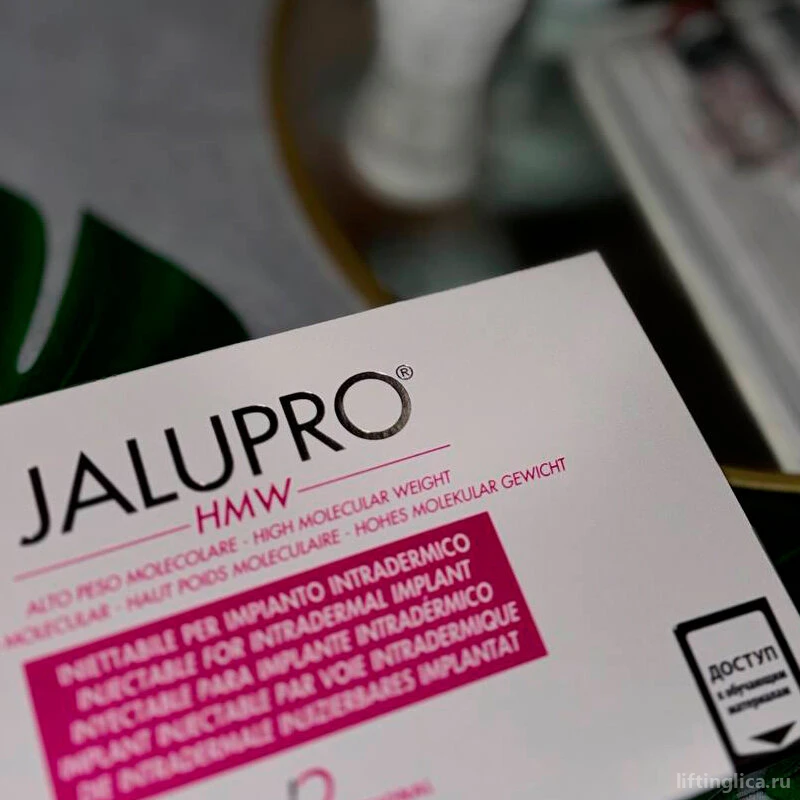 JALUPRO®
HMW
ALTO PESO MOLECOLARE - HIGH MOLECULAR WEIGHT
MOLECULAR - HAUT POIDS MOLECULAIRE - HOHES MOLEKULAR GEWICHT
INIETTABILE PER IMPIANTO INTRADERMICO
INJECTABLE FOR INTRADERMAL IMPLANT
INYECTABLE PARA IMPLANTE INTRADÉRMICO
IMPLANT INJECTABLE PAR VOIE INTRADERMIQUE
DIE INTRADERMALE INJIZIERBARES IMPLANTAT
ДОСТУП
к обучающим
материалам
liftinglica.ru